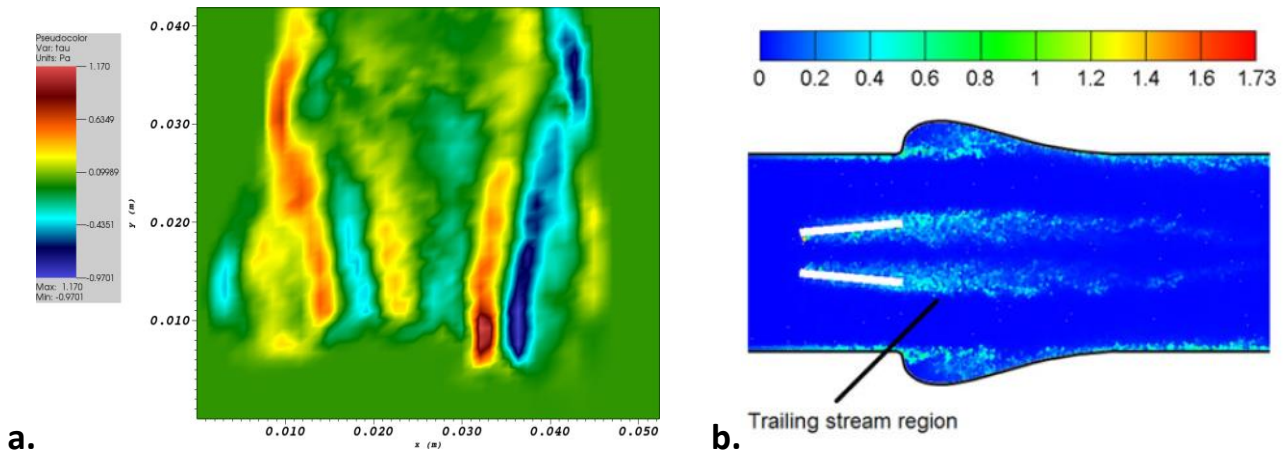 Pseudocolor
Var: tau
Units: Pa
1.170
0.6349
0.09989
-0.4351
-0.9701
Max: 1.170
Min: -0.9701
0.040
0.030
0.020
0.010
y (m)
0.010 0.020 0.030 0.040 0.050
x (m)
a.
0 0.2 0.4 0.6 0.8 1 1.2 1.4 1.6 1.73
Trailing stream region
b.